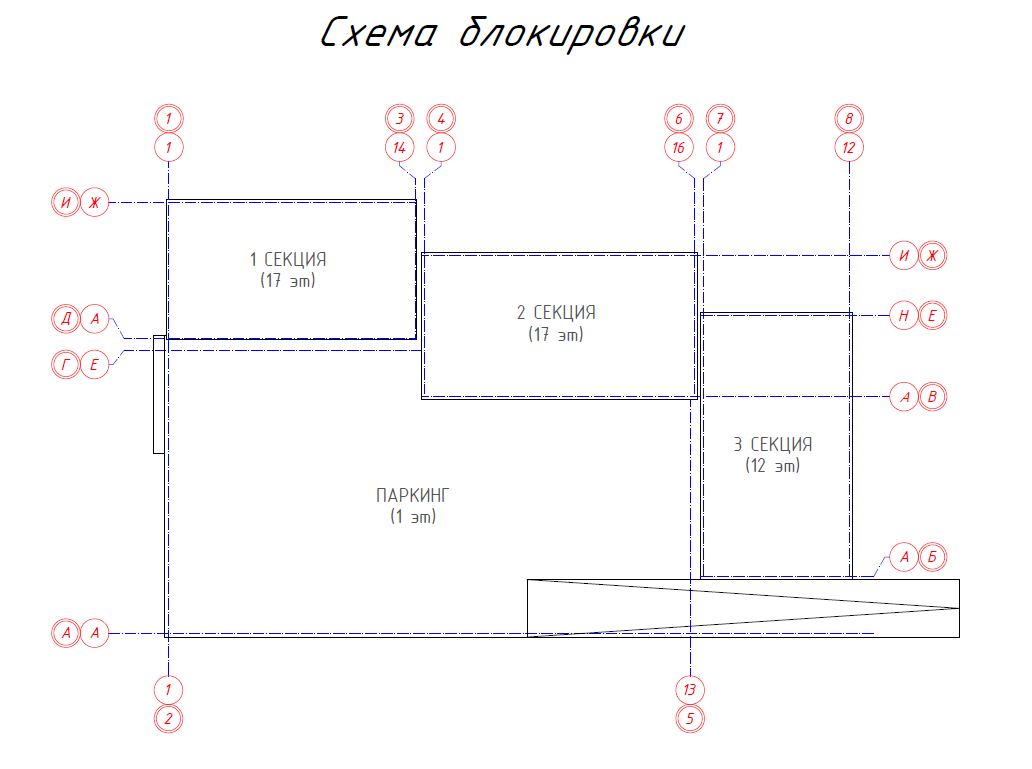 Схема блокировки
1 3 4 6 7 8
1 14 1 16 1 12
И Ж
1 СЕКЦИЯ
(17 эт)
И Ж
2 СЕКЦИЯ
(17 эт)
Д А
Н Е
Г Е
А В
3 СЕКЦИЯ
(12 эт)
ПАРКИНГ
(1 эт)
А Б
А А
1 13
2 5